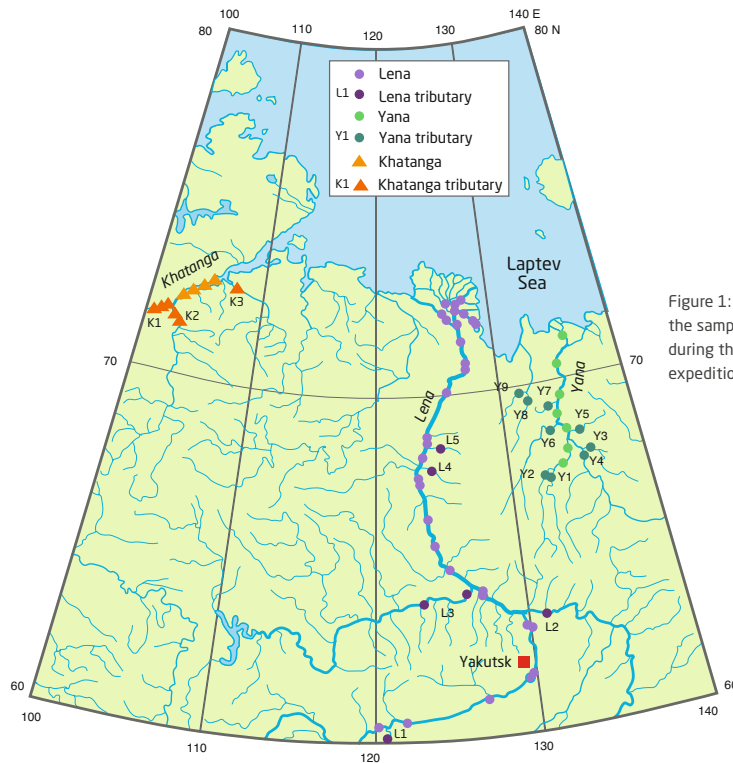 100
110
120
130
140 E
80
80 N
Lena
L1
Lena tributary
Yana
Y1
Yana tributary
Khatanga
K1
Khatanga tributary
Laptev
Sea
Khatanga
K1
K2
K3
70
70
Figure 1:
the samp
during th
expedition
Lena
Yana
Y9
Y8
Y7
Y6
Y5
Y3
Y4
Y2
Y1
L5
L4
L3
L2
Yakutsk
L1
60
100
110
120
130
140